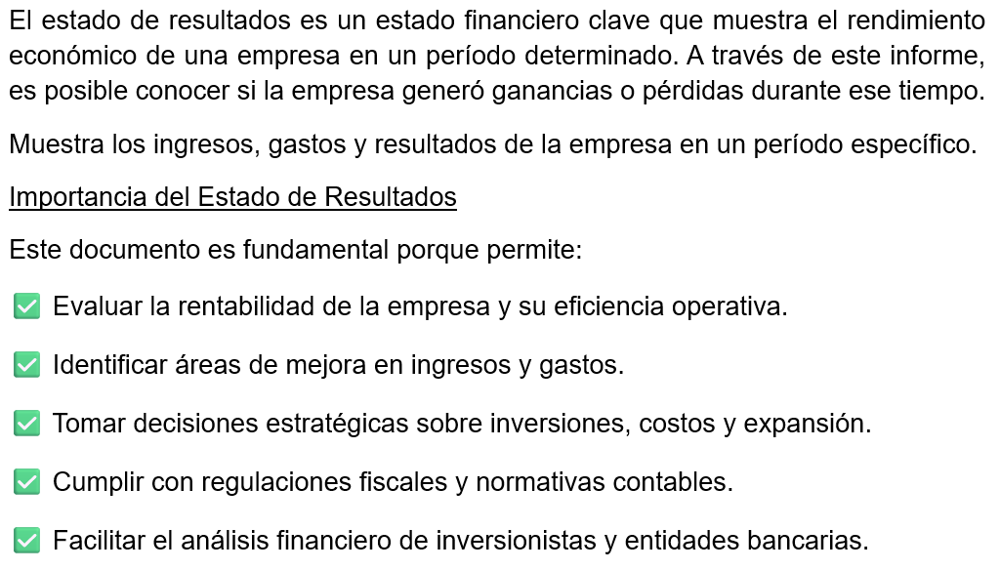 El estado de resultados es un estado financiero clave que muestra el rendimiento
económico de una empresa en un período determinado. A través de este informe,
es posible conocer si la empresa generó ganancias o pérdidas durante ese tiempo.
Muestra los ingresos, gastos y resultados de la empresa en un período específico.
Importancia del Estado de Resultados
Este documento es fundamental porque permite:
✅ Evaluar la rentabilidad de la empresa y su eficiencia operativa.
✅ Identificar áreas de mejora en ingresos y gastos.
✅ Tomar decisiones estratégicas sobre inversiones, costos y expansión.
✅ Cumplir con regulaciones fiscales y normativas contables.
✅ Facilitar el análisis financiero de inversionistas y entidades bancarias.